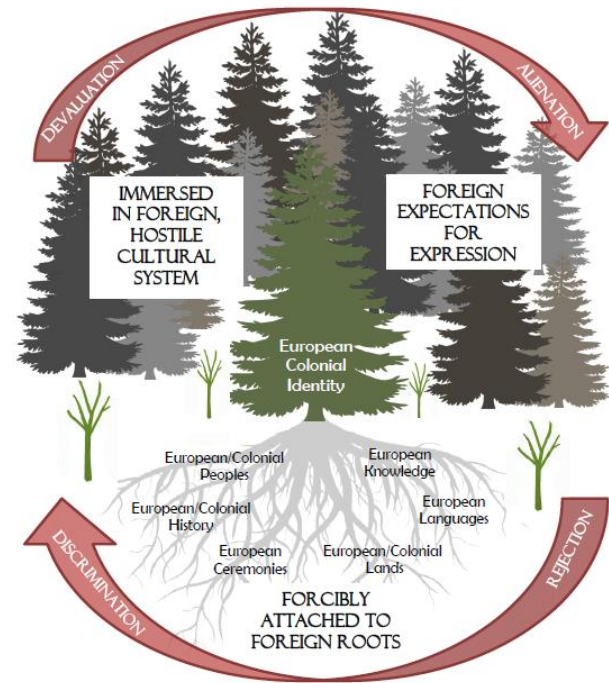 DEVALUATION
ALIENATION
IMMERSED
IN FOREIGN,
HOSTILE
CULTURAL
SYSTEM
FOREIGN
EXPECTATIONS
FOR
EXPRESSION
European
Colonial
Identity
European/Colonial
Peoples
European
Knowledge
European/Colonial
History
European
Languages
European
Ceremonies
European/Colonial
Lands
DISCRIMINATION
REJECTION
FORCIBLY
ATTACHED TO
FOREIGN ROOTS